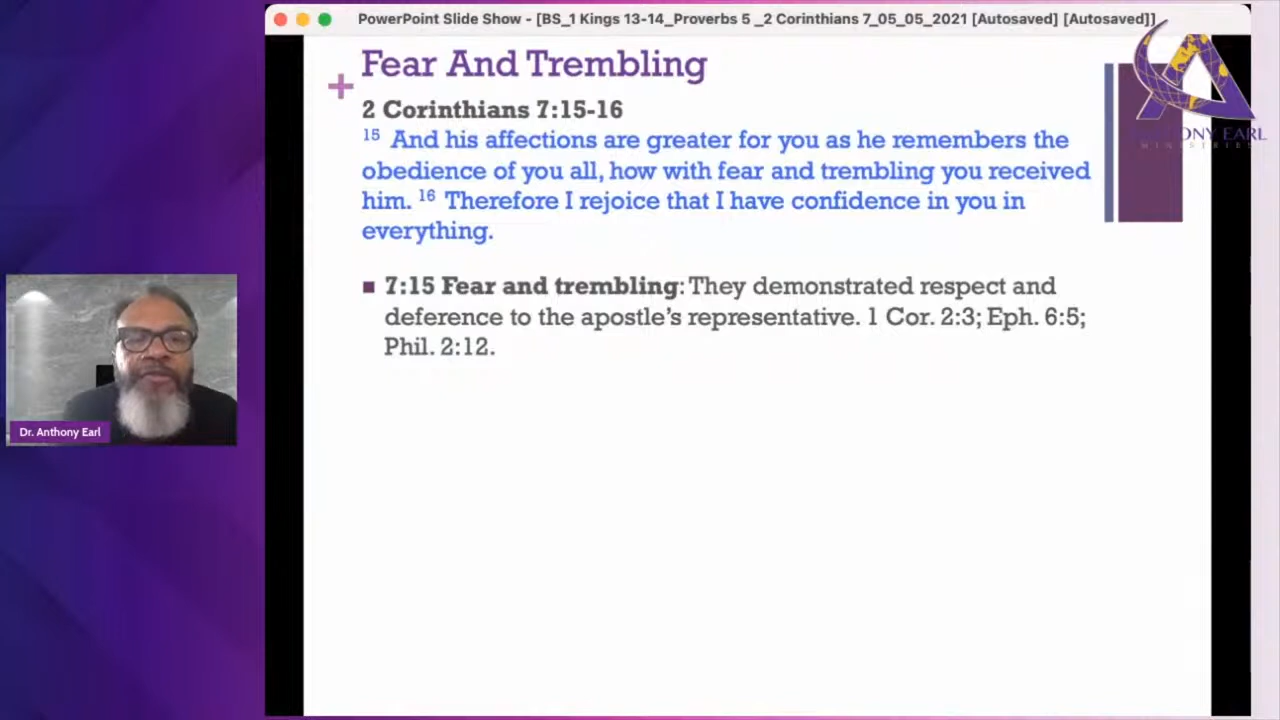 PowerPoint Slide Show - [BS_1 Kings 13-14_Proverbs 5 _2 Corinthians 7_05_05_2021 [Autosaved] [Autosaved]]
Fear And Trembling
2 Corinthians 7:15-16
15 And his affections are greater for you as he remembers the
obedience of you all, how with fear and trembling you received
him. 16 Therefore I rejoice that I have confidence in you in
everything.
■ 7:15 Fear and trembling: They demonstrated respect and
deference to the apostle's representative. 1 Cor. 2:3; Eph. 6:5;
Phil. 2:12.
EARL
MINISTRIES
Dr. Anthony Earl